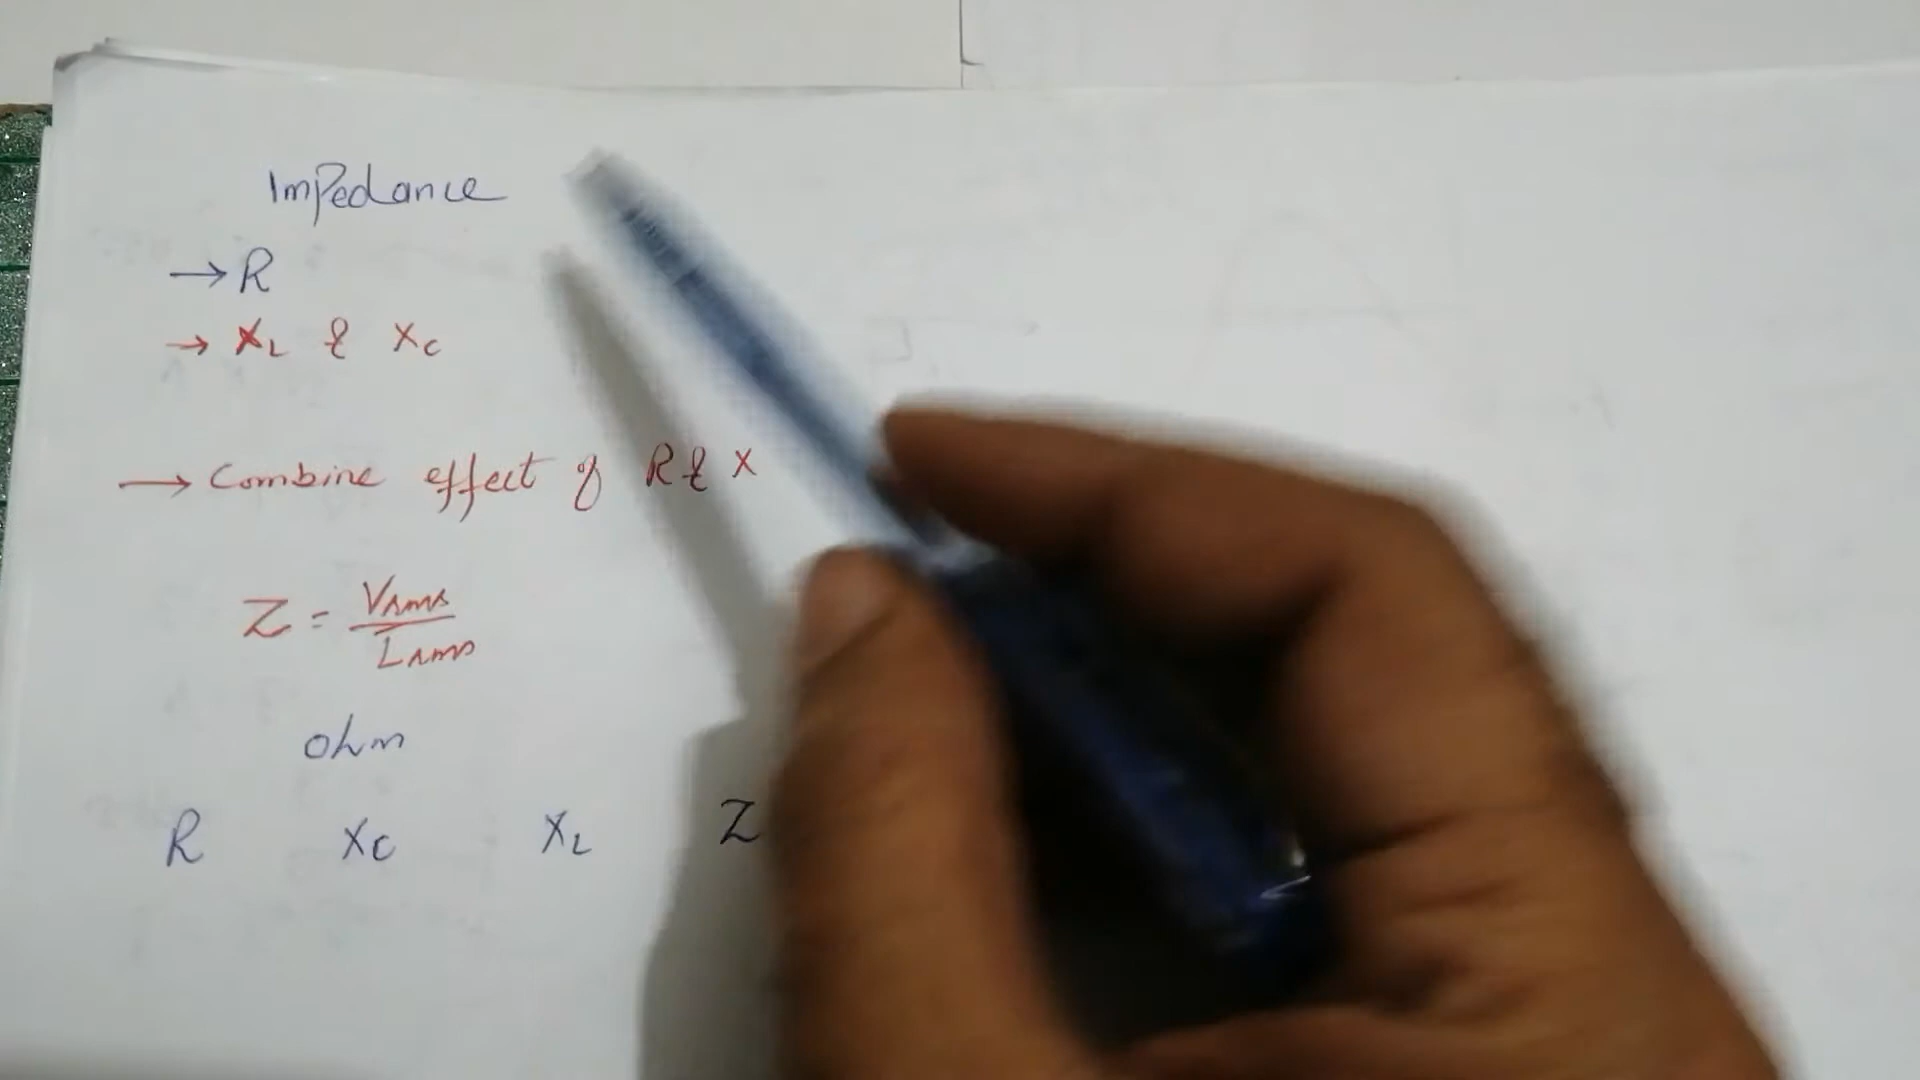 Impedance
→ R
→ XL & XC
→ Combine effect of R & X
Z = Vrms / Irms
ohm
R XC XL Z